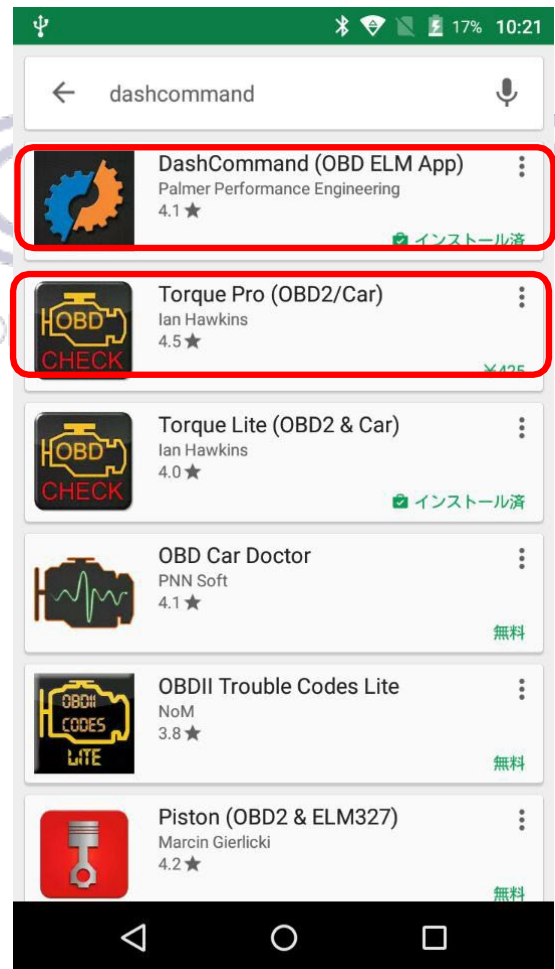 17% 10:21
dashcommand
DashCommand (OBD ELM App)
Palmer Performance Engineering
4.1★
インストール済
Torque Pro (OBD2/Car)
Ian Hawkins
4.5★
¥425
OBD
CHECK
Torque Lite (OBD2 & Car)
Ian Hawkins
4.0★
OBD
CHECK
インストール済
OBD Car Doctor
PNN Soft
4.1★
無料
OBDII Trouble Codes Lite
NoM
3.8★
OBDII
CODES
LITE
無料
Piston (OBD2 & ELM327)
Marcin Gierlicki
4.2★
無料